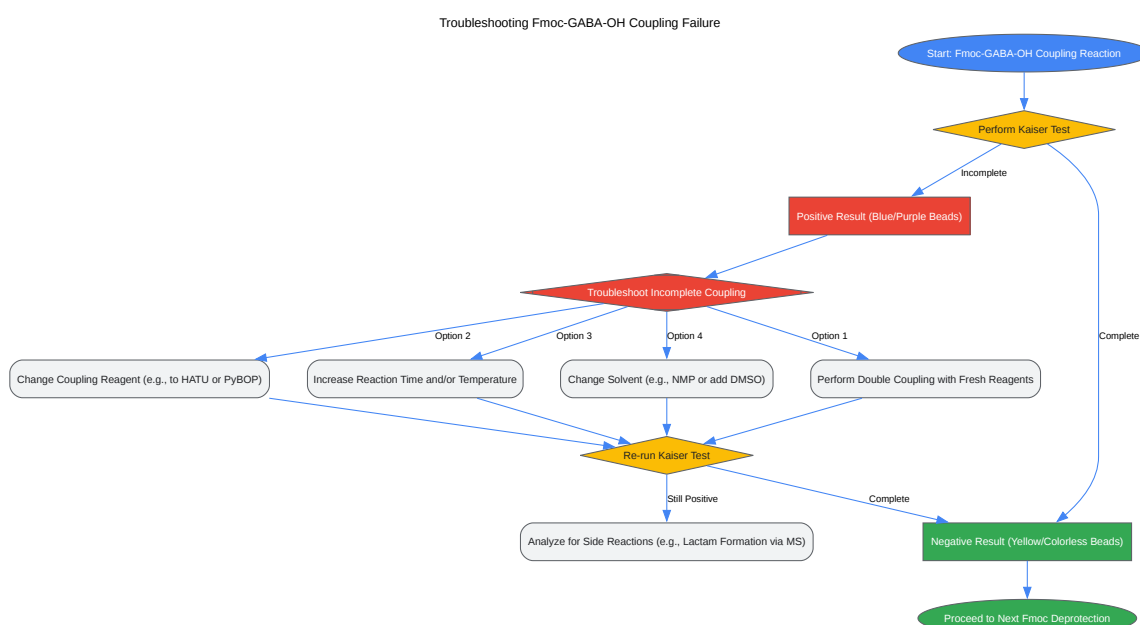 Troubleshooting Fmoc-GABA-OH Coupling Failure
Start: Fmoc-GABA-OH Coupling Reaction
Perform Kaiser Test
Incomplete
Positive Result (Blue/Purple Beads)
Troubleshoot Incomplete Coupling
Option 2
Option 3
Option 4
Option 1
Complete
Change Coupling Reagent (e.g., to HATU or PyBOP)
Increase Reaction Time and/or Temperature
Change Solvent (e.g., NMP or add DMSO)
Perform Double Coupling with Fresh Reagents
Re-run Kaiser Test
Still Positive
Complete
Analyze for Side Reactions (e.g., Lactam Formation via MS)
Negative Result (Yellow/Colorless Beads)
Proceed to Next Fmoc Deprotection